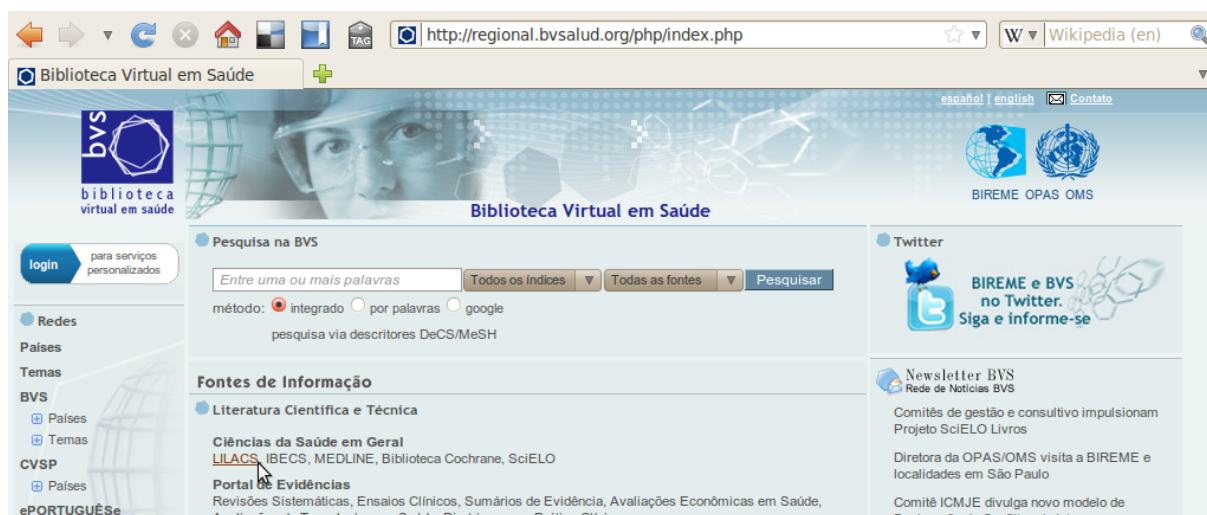 TAG
http://regional.bvsalud.org/php/index.php
W
Wikipedia (en)
Biblioteca Virtual em Saúde
español | english Contato
bvs
biblioteca
virtual em saúde
Biblioteca Virtual em Saúde
BIREME OPAS OMS
login
para serviços
personalizados
Redes
Países
Temas
BVS
Países
Temas
CVSP
Países
ePORTUGUÊSe
Pesquisa na BVS
Entre uma ou mais palavras Todos os índices Todas as fontes Pesquisar
método: integrado por palavras google
pesquisa via descritores DeCS/MeSH
Fontes de Informação
Literatura Científica e Técnica
Ciências da Saúde em Geral
LILACS, IBECS, MEDLINE, Biblioteca Cochrane, SciELO
Portal de Evidências
Revisões Sistemáticas, Ensaios Clínicos, Sumários de Evidência, Avaliações Econômicas em Saúde,
Twitter
BIREME e BVS
no Twitter.
Siga e informe-se
Newsletter BVS
Rede de Notícias BVS
Comitês de gestão e consultivo impulsionam
Projeto SciELO Livros
Diretora da OPAS/OMS visita a BIREME e
localidades em São Paulo
Comitê ICMJE divulga novo modelo de